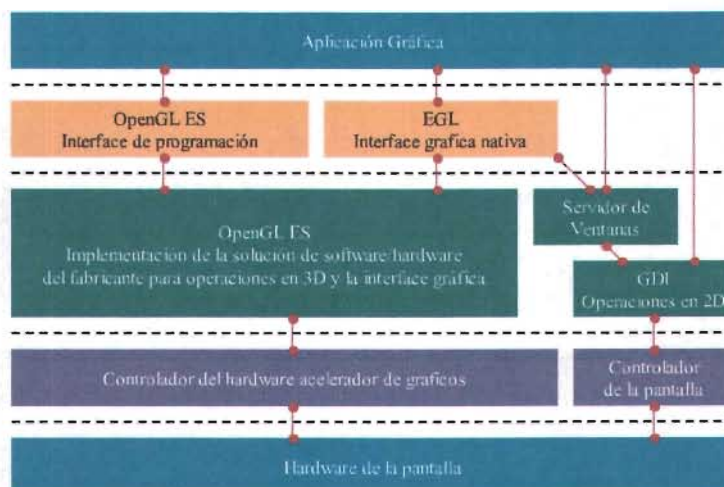 Aplicación Gráfica
OpenGL ES
Interface de programación
EGL
Interface grafica nativa
OpenGL ES
Implementación de la solución de software/hardware
del fabricante para operaciones en 3D y la interface gráfica.
Servidor de
Ventanas
GDI
Operaciones en 2D
Controlador del hardware acelerador de graficos
Controlador
de la pantalla
Hardware de la pantalla